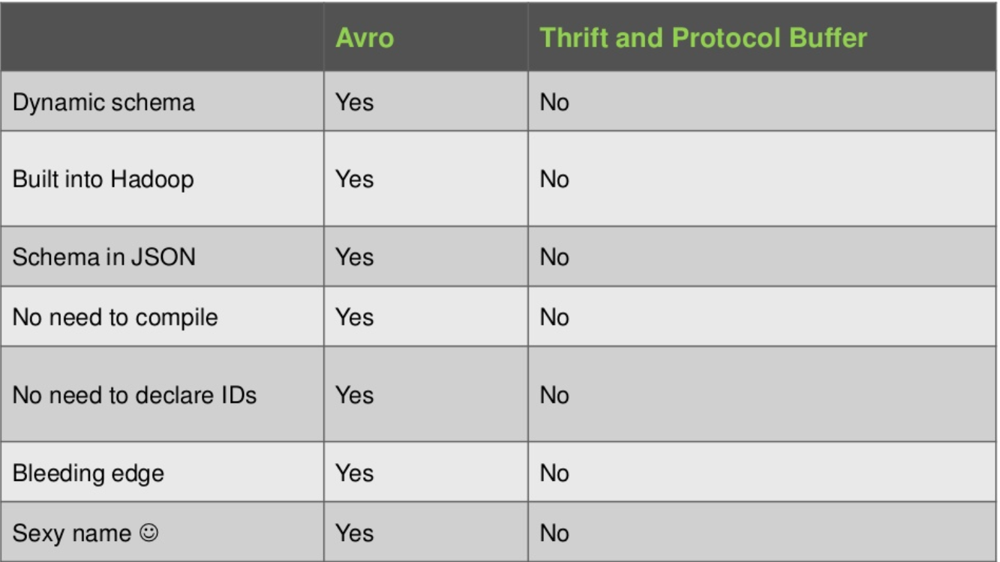 Avro Thrift and Protocol Buffer
Dynamic schema Yes No
Built into Hadoop Yes No
Schema in JSON Yes No
No need to compile Yes No
No need to declare IDs Yes No
Bleeding edge Yes No
Sexy name ☺ Yes No